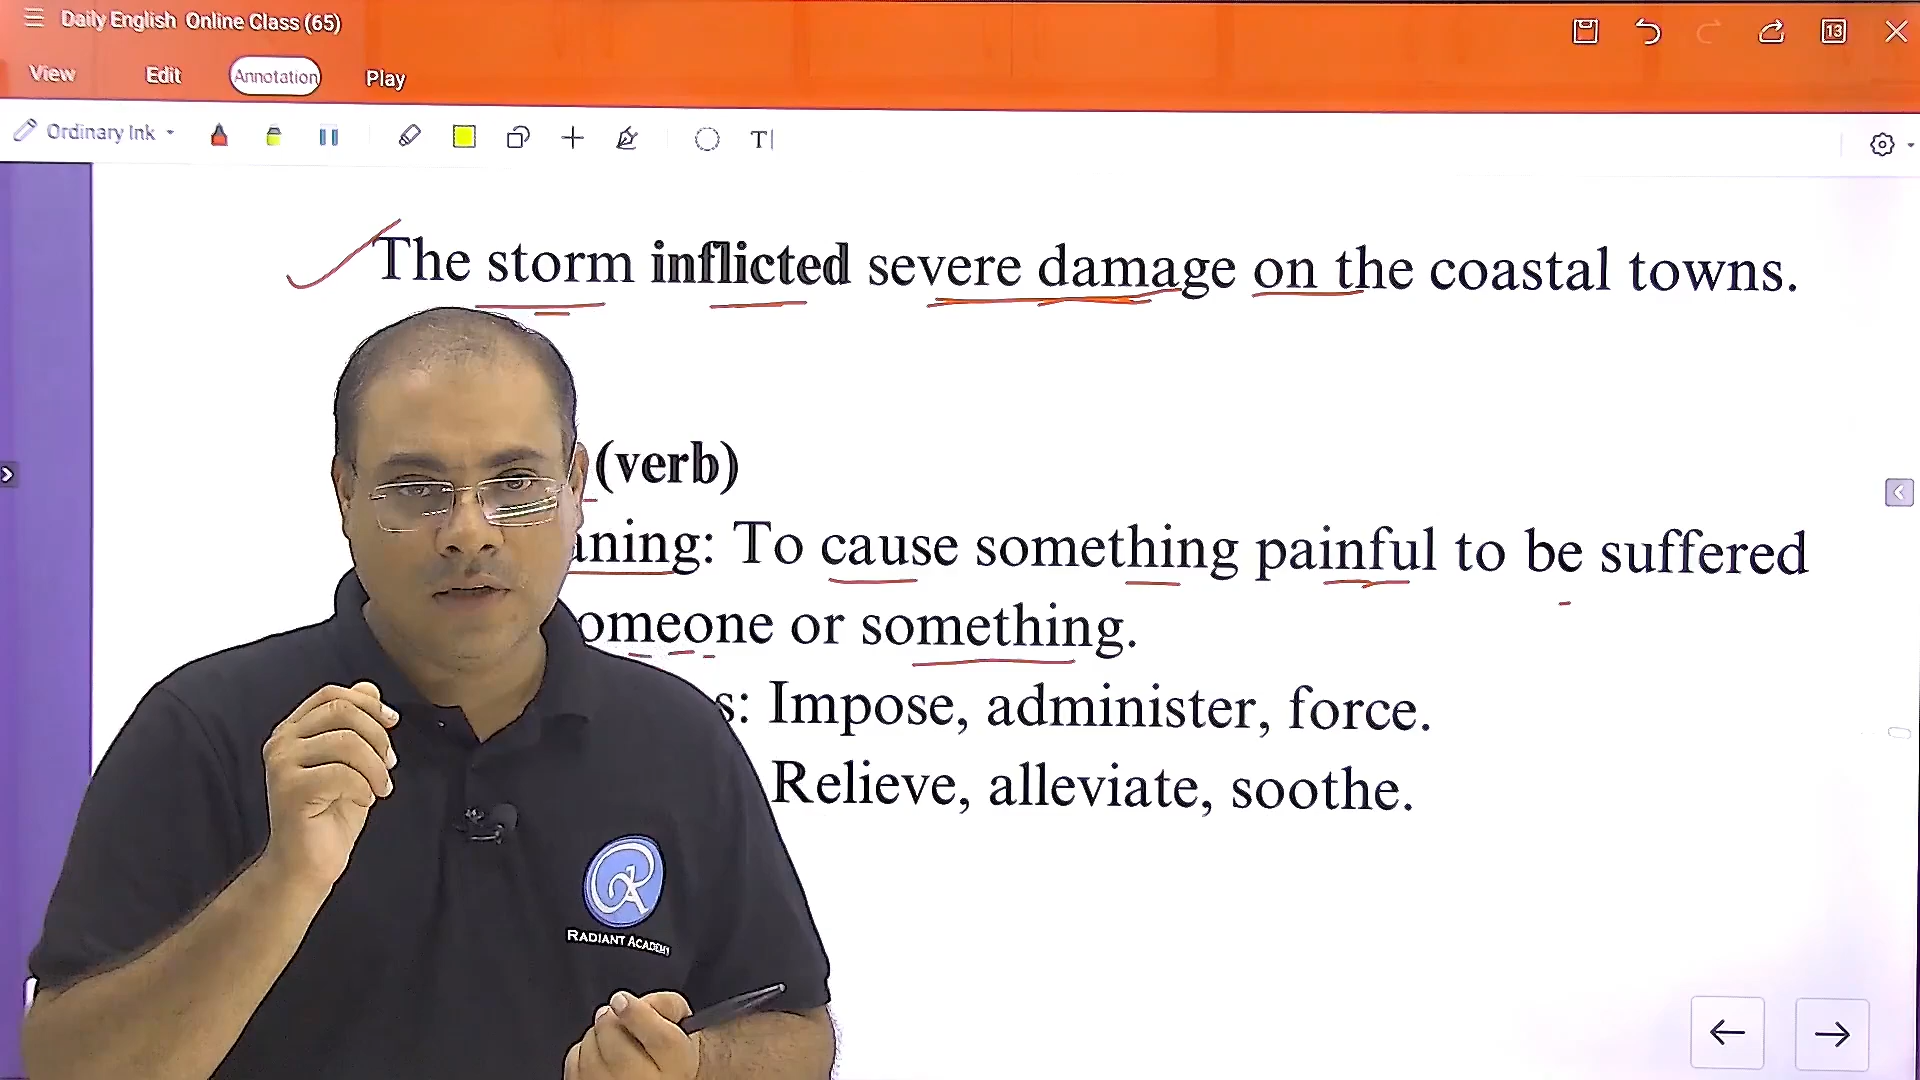 Daily English Online Class (65)
13
View Edit Annotation Play
Ordinary Ink
T
The storm inflicted severe damage on the coastal towns.
(verb)
aning: To cause something painful to be suffered
omeone or something.
s: Impose, administer, force.
Relieve, alleviate, soothe.
RADIANT ACADEMY